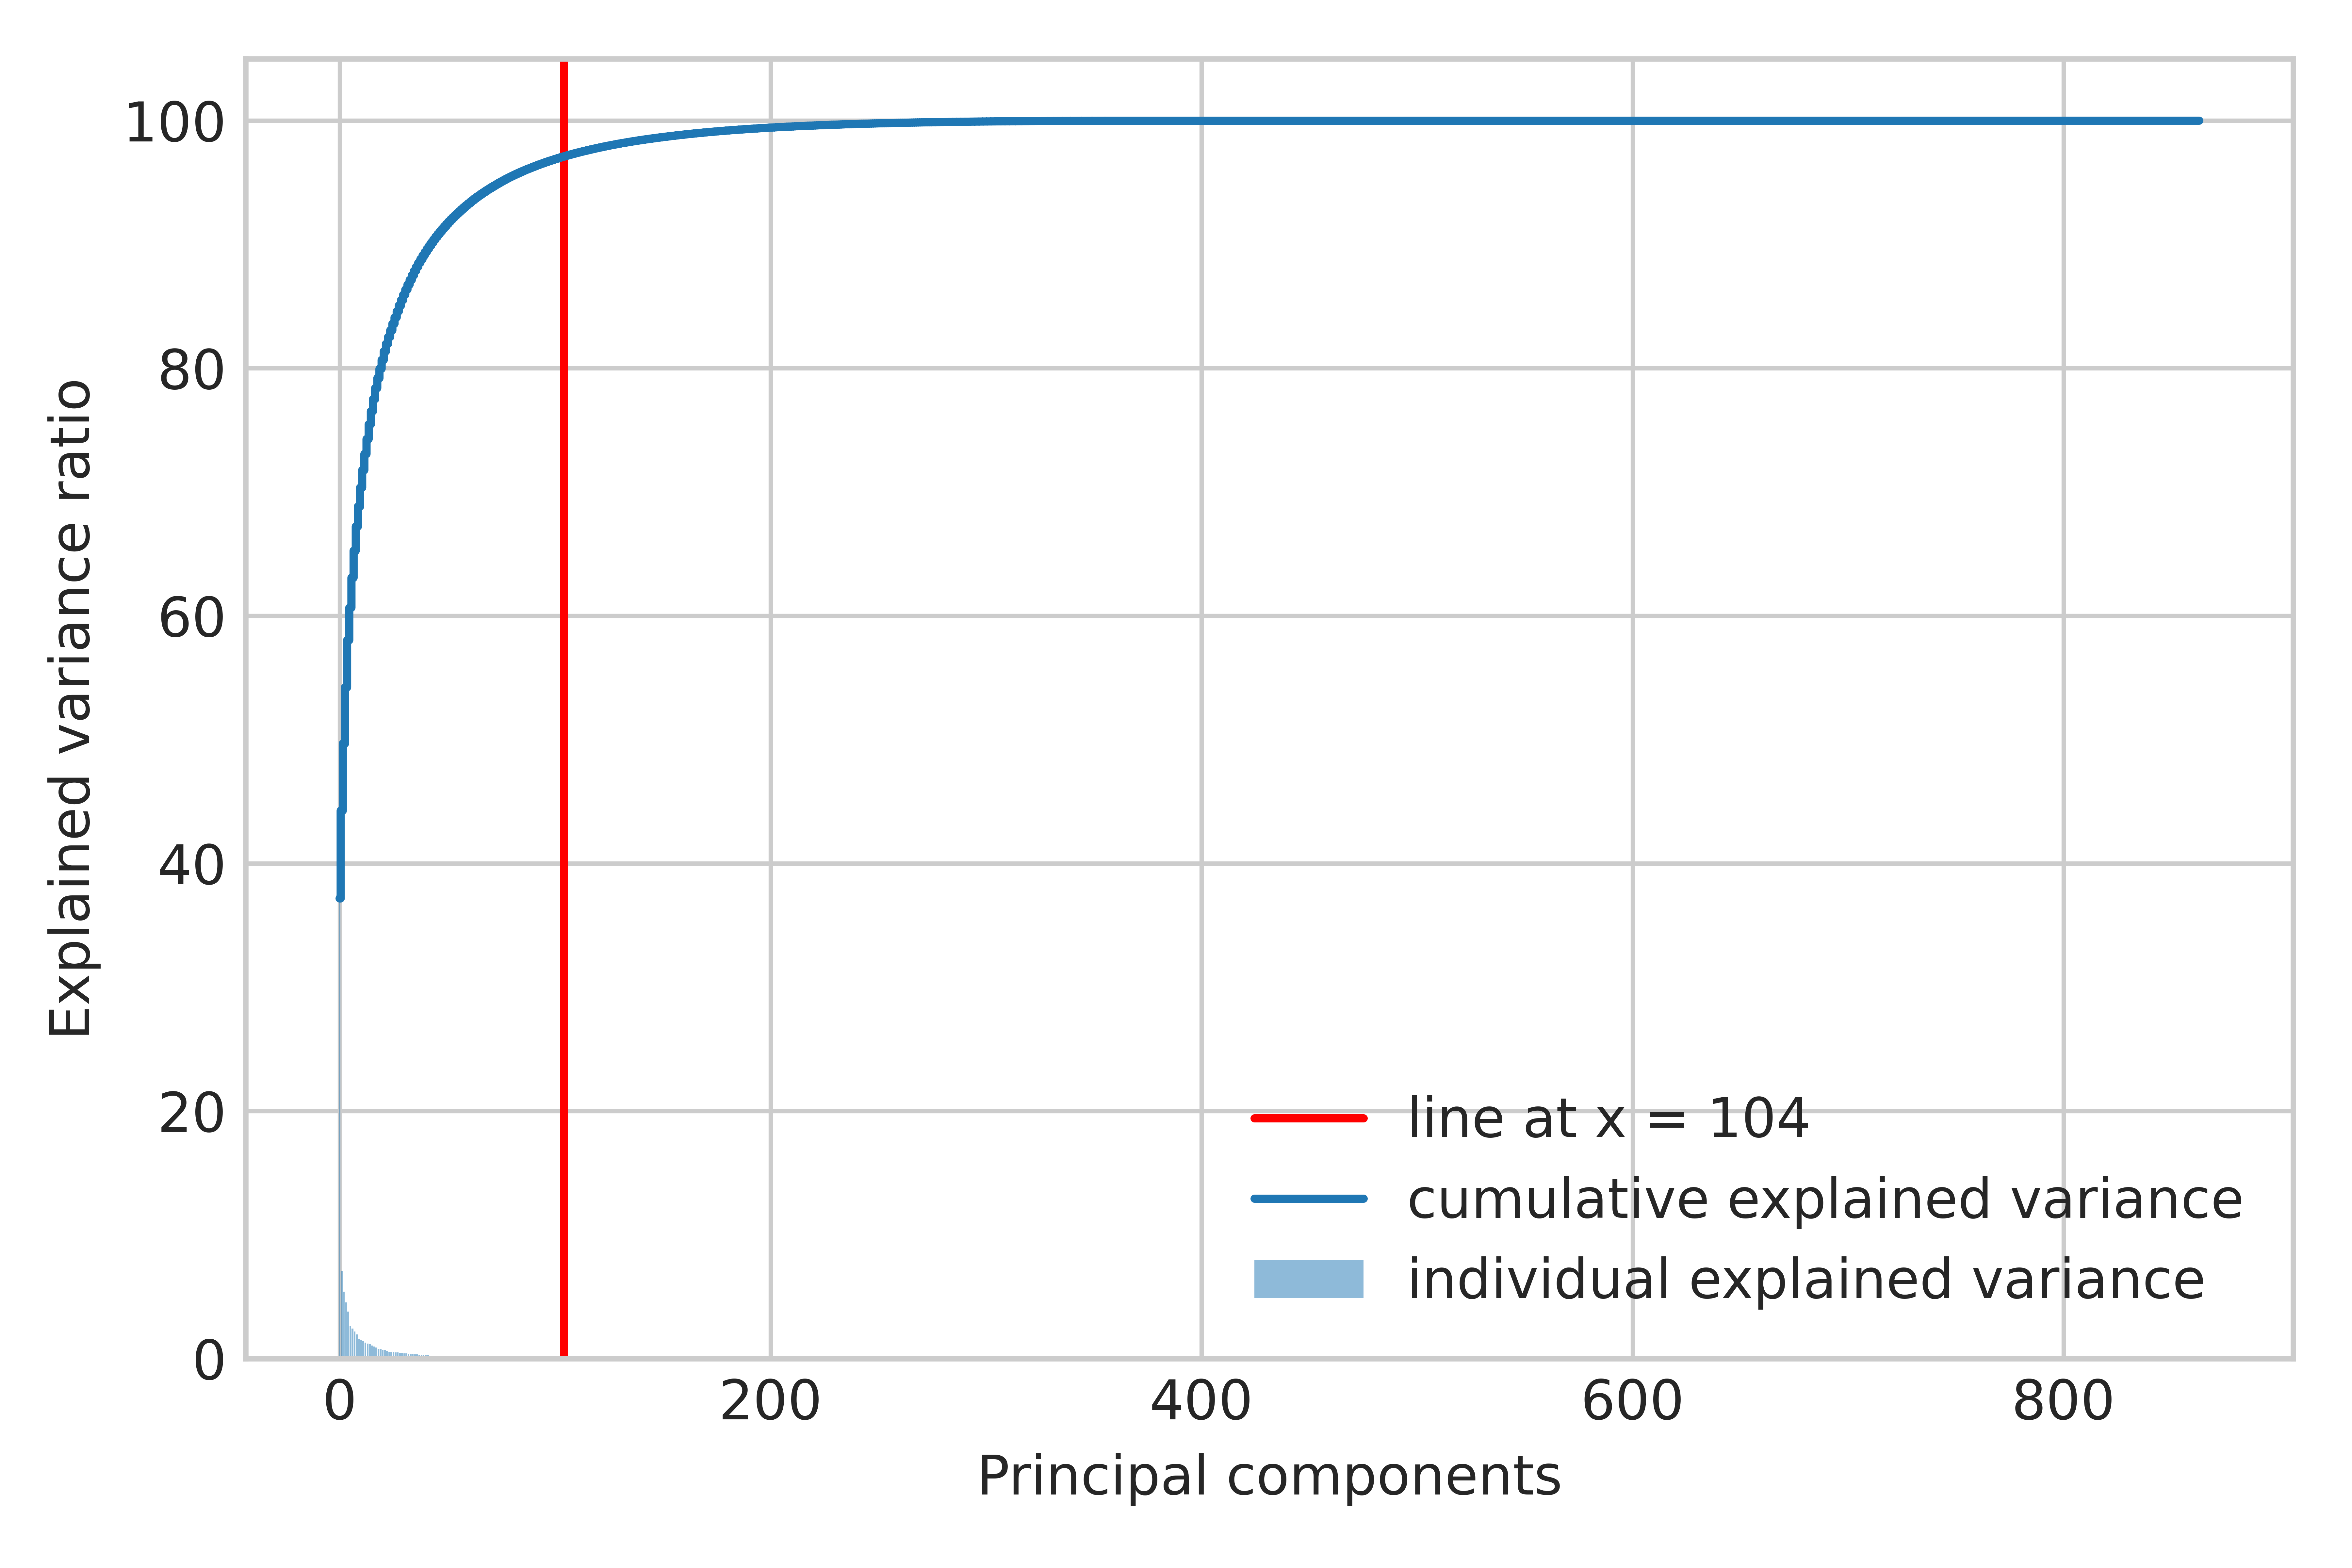 100
80
60
40
20
0
Explained variance ratio
line at x = 104
cumulative explained variance
individual explained variance
0 200 400 600 800
Principal components